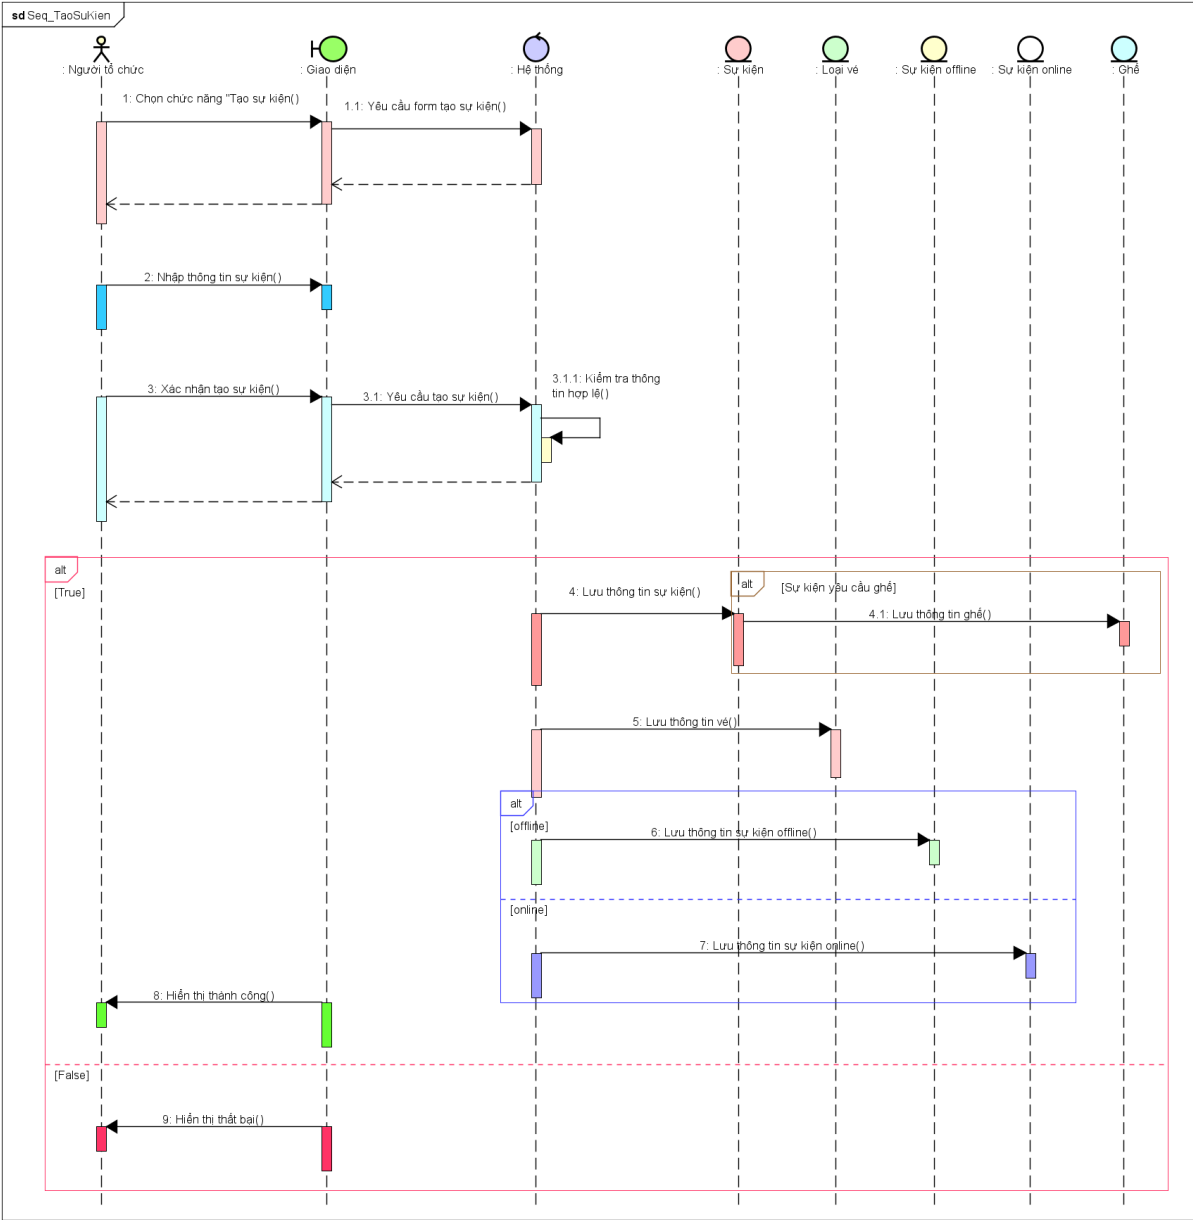 sd Seq_TaoSuKien
: Người tổ chức
: Giao diện
: Hệ thống
: Sự kiện
: Loại vé
: Sự kiện offline
: Sự kiện online
: Ghế
1: Chọn chức năng "Tạo sự kiện()
1.1: Yêu cầu form tạo sự kiện()
2: Nhập thông tin sự kiện()
3: Xác nhận tạo sự kiện()
3.1: Yêu cầu tạo sự kiện()
3.1.1: Kiểm tra thông
tin hợp lệ()
alt
[True]
4: Lưu thông tin sự kiện()
alt
[Sự kiện yêu cầu ghế]
4.1: Lưu thông tin ghế()
5: Lưu thông tin vé()
alt
[offline]
6: Lưu thông tin sự kiện offline()
[online]
7: Lưu thông tin sự kiện online()
8: Hiển thị thành công()
[False]
9: Hiển thị thất bại()